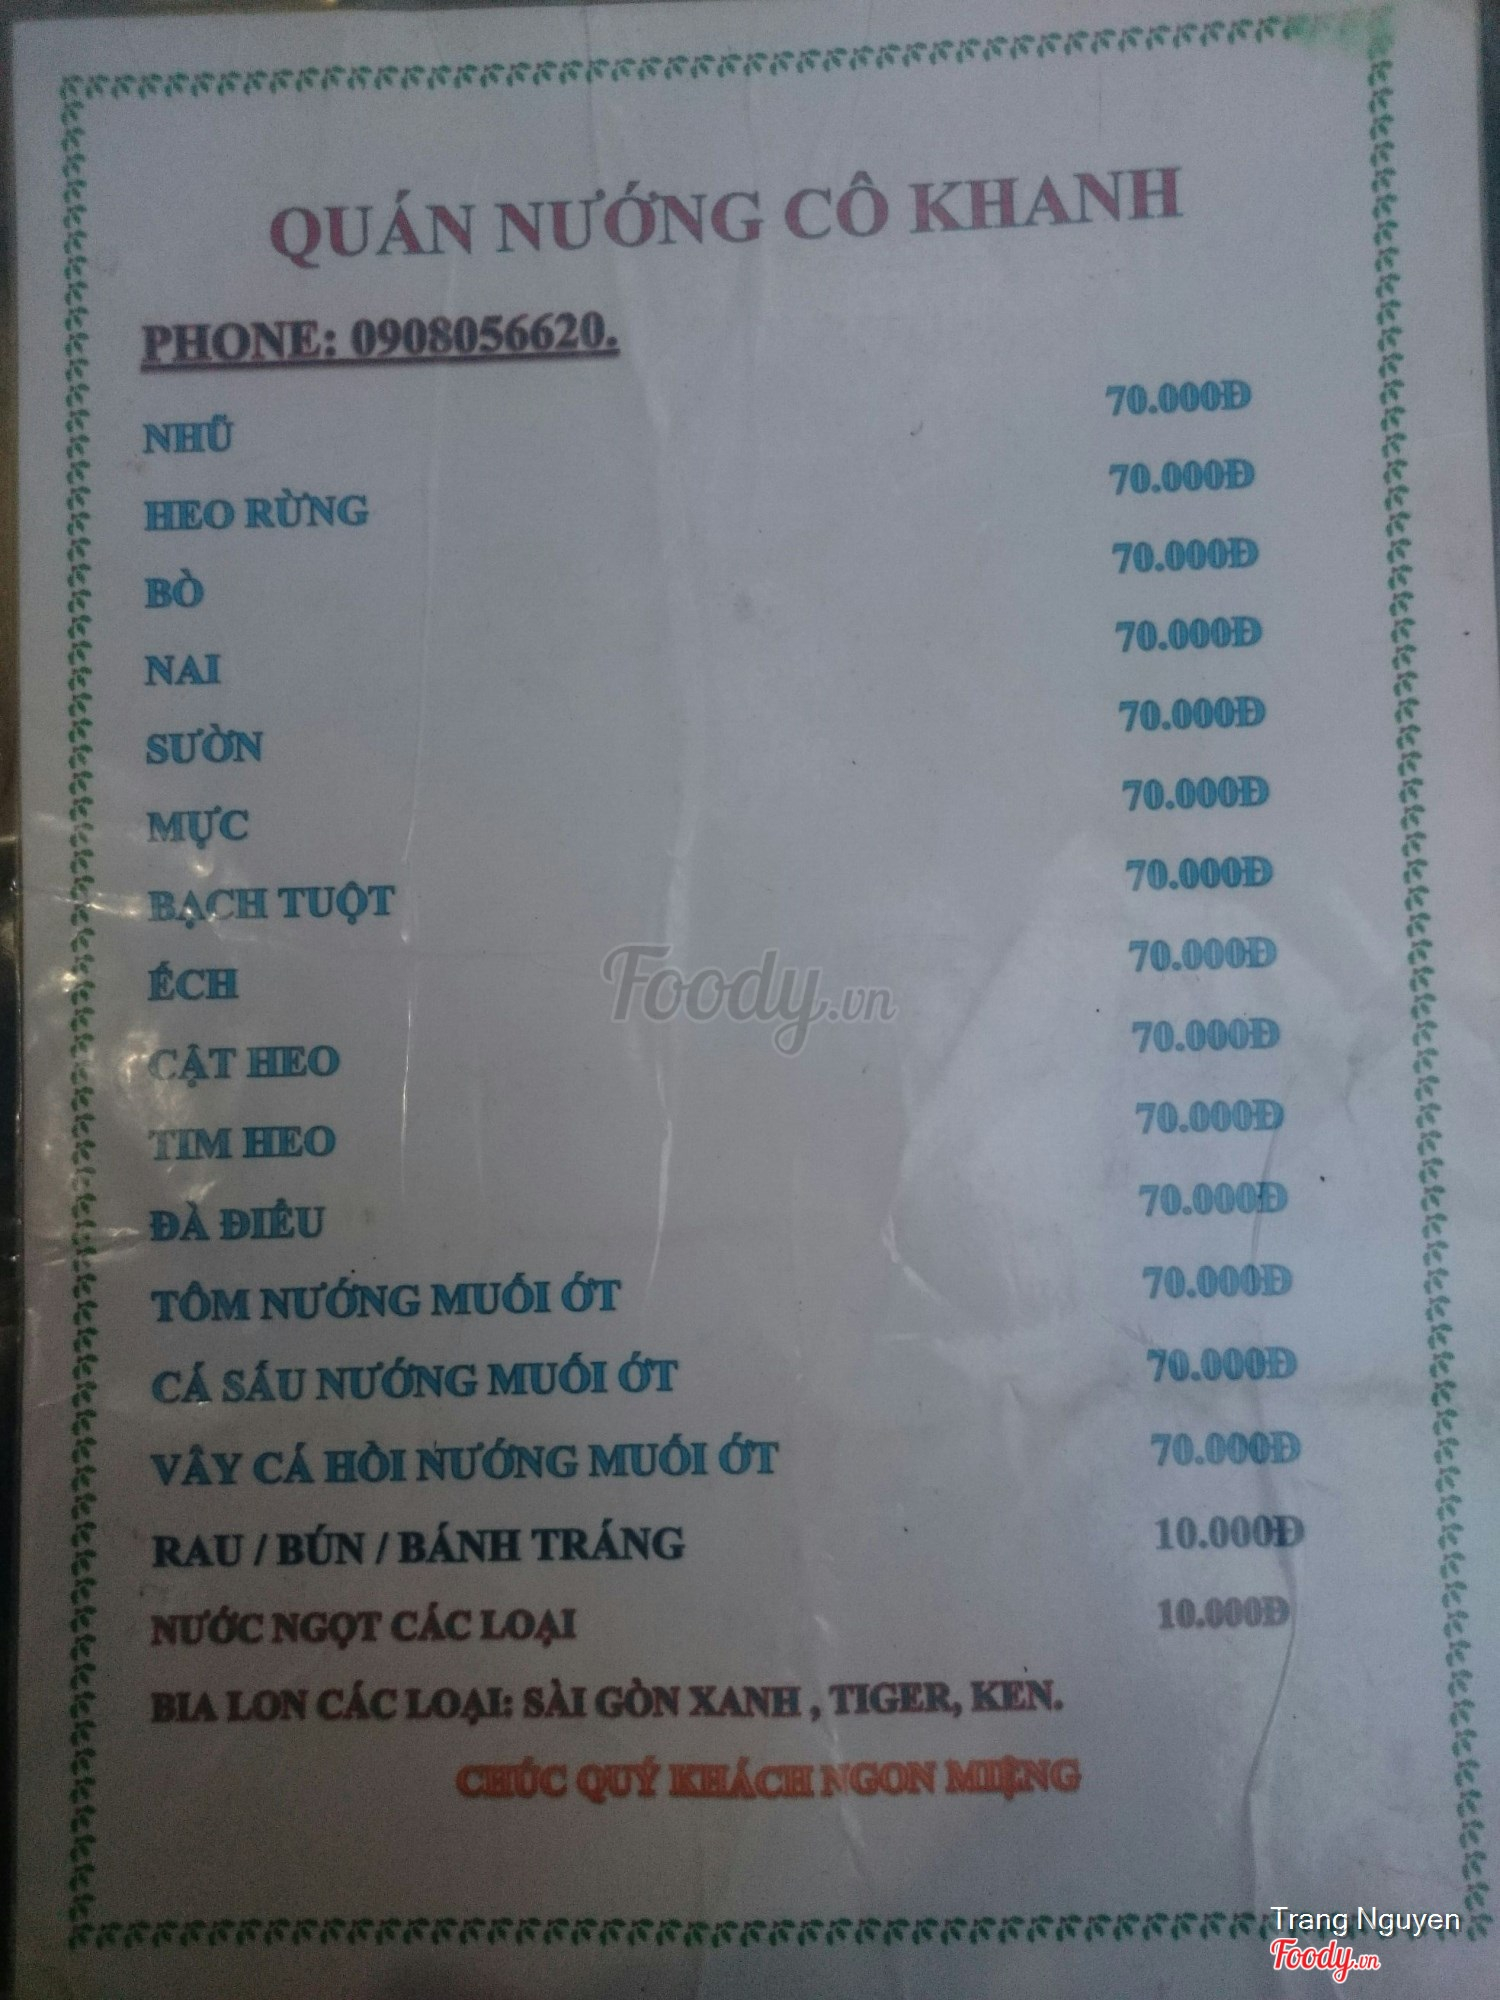 QUÁN NƯỚNG CÔ KHANH
PHONE: 0908056620.
NHŨ 70.000Đ
HEO RỪNG 70.000Đ
BÒ 70.000Đ
NAI 70.000Đ
SƯỜN 70.000Đ
MỰC 70.000Đ
BẠCH TUỘT 70.000Đ
ẾCH 70.000Đ
CẬT HEO 70.000Đ
TIM HEO 70.000Đ
ĐÀ ĐIỂU 70.000Đ
TÔM NƯỚNG MUỐI ỚT 70.000Đ
CÁ SẤU NƯỚNG MUỐI ỚT 70.000Đ
VÂY CÁ HỒI NƯỚNG MUỐI ỚT 70.000Đ
RAU / BÚN / BÁNH TRÁNG 10.000Đ
NƯỚC NGỌT CÁC LOẠI 10.000Đ
BIA LON CÁC LOẠI: SÀI GÒN XANH , TIGER, KEN.
CHÚC QUÝ KHÁCH NGON MIỆNG
Foody.vn
Trang Nguyen
Foody.vn